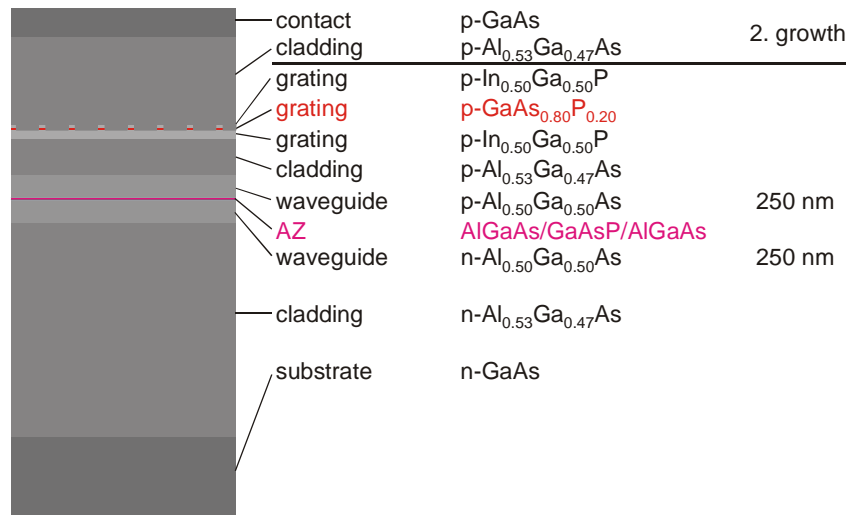 contact p-GaAs
2. growth
cladding p-Al0.53Ga0.47As
grating p-In0.50Ga0.50P
grating p-GaAs0.80P0.20
grating p-In0.50Ga0.50P
cladding p-Al0.53Ga0.47As
waveguide p-Al0.50Ga0.50As 250 nm
AZ AlGaAs/GaAsP/AlGaAs
waveguide n-Al0.50Ga0.50As 250 nm
cladding n-Al0.53Ga0.47As
substrate n-GaAs